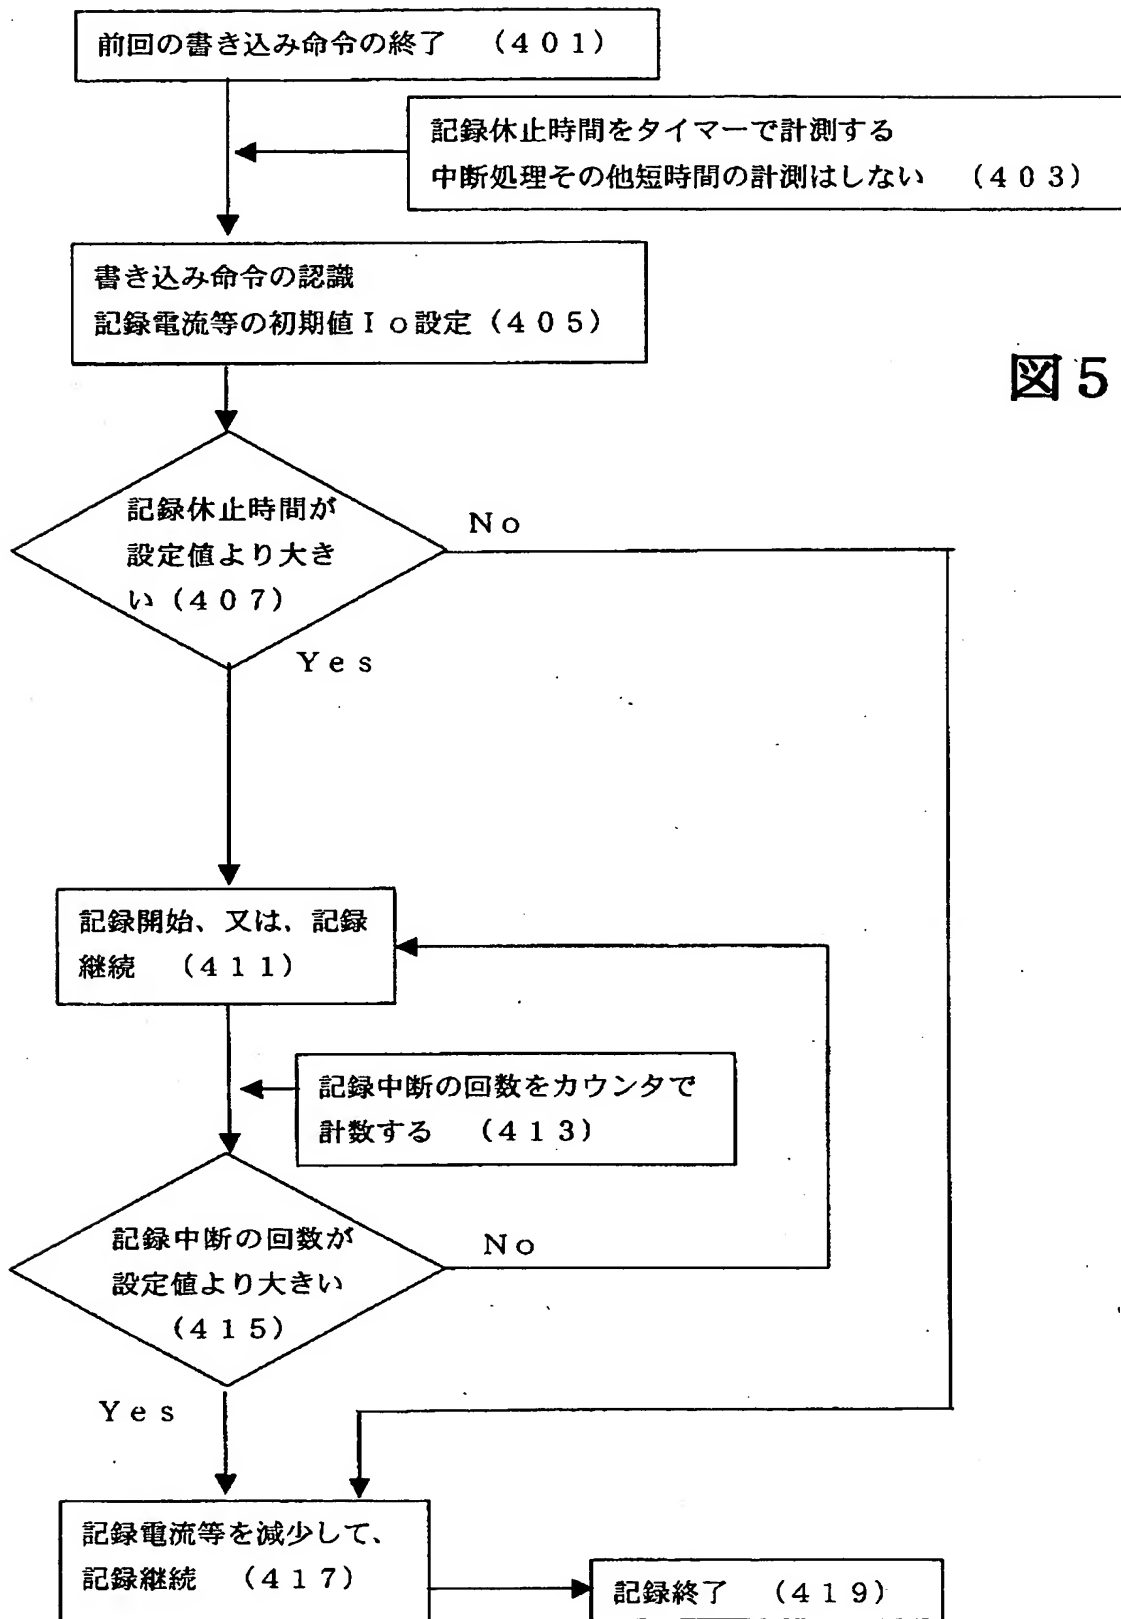 前回の書き込み命令の終了　（４０１）
記録休止時間をタイマーで計測する
中断処理その他短時間の計測はしない　（４０３）
書き込み命令の認識
記録電流等の初期値Ｉｏ設定（４０５）
図５
記録休止時間が
設定値より大き
い（４０７）
Ｎｏ
Ｙｅｓ
記録開始、又は、記録
継続　（４１１）
記録中断の回数をカウンタで
計数する　（４１３）
記録中断の回数が
設定値より大きい
（４１５）
Ｎｏ
Ｙｅｓ
記録電流等を減少して、
記録継続　（４１７）
記録終了　（４１９）